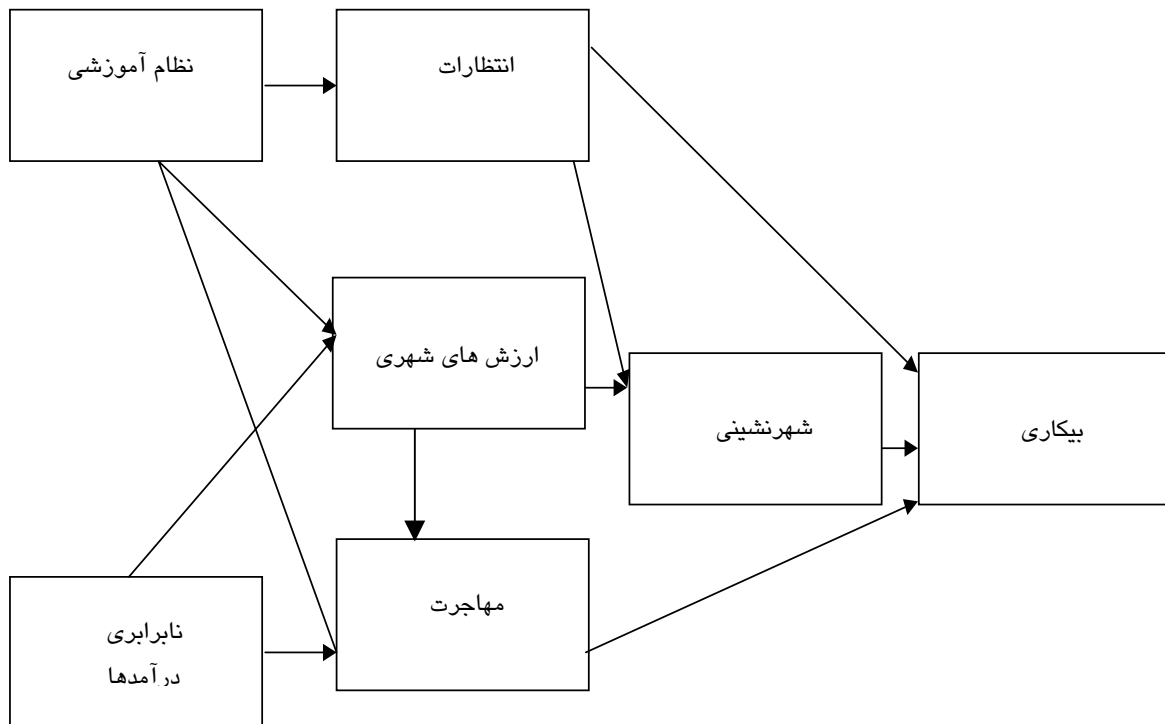 نظام آموزشی
انتظارات
ارزش های شهری
شهرنشینی
بیکاری
مهاجرت
نابرابری
درآمدها